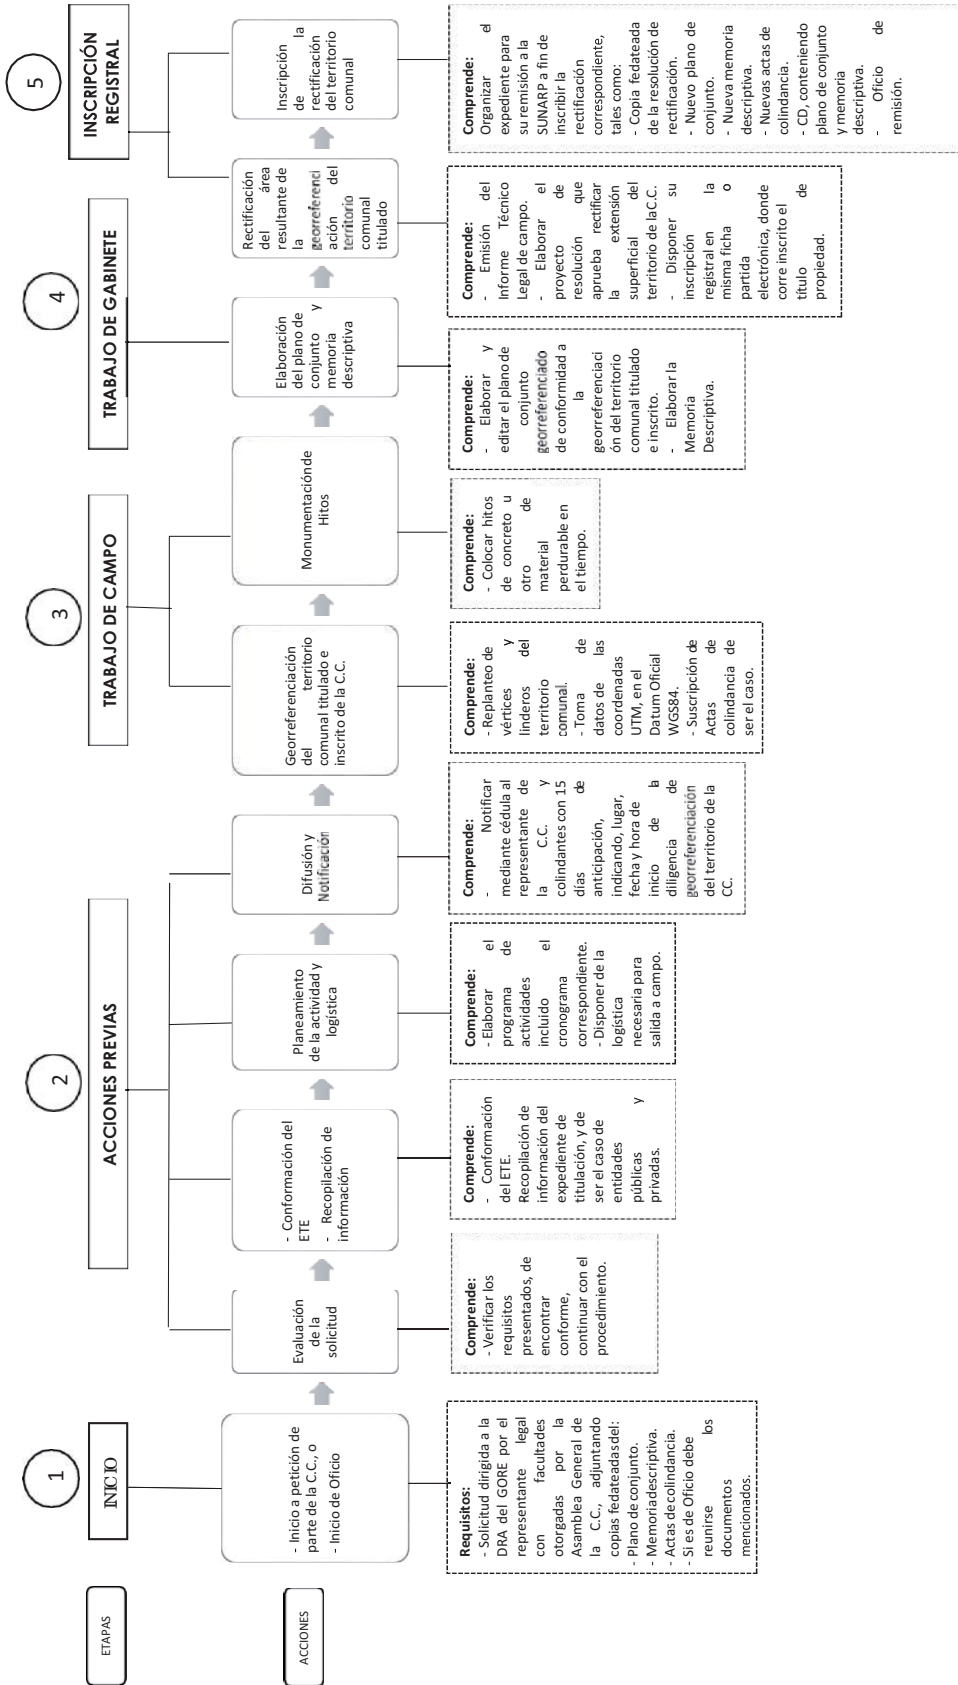 ETAPAS
1
INICIO
2
ACCIONES PREVIAS
3
TRABAJO DE CAMPO
4
TRABAJO DE GABINETE
5
INSCRIPCIÓN
REGISTRAL
ACCIONES
- Inicio a petición de
parte de la C.C., o
- Inicio de Oficio
Evaluación
de la
solicitud
- Conformación del
ETE
- Recopilación de
información
Planeamiento
de la actividad y
logística
Difusión y
Notificación
Georreferenciación
del territorio
comunal titulado e
inscrito de la C.C.
Monumentaciónde
Hitos
Elaboración
del plano de
conjunto y
memoria
descriptiva
Rectificación
del área
resultante de
la
georreferenci
ación del
territorio
comunal
titulado
Inscripción
de la
rectificación
del territorio
comunal
Requisitos:
- Solicitud dirigida a la
DRA del GORE por el
representante legal
con facultades
otorgadas por la
Asamblea General de
la C.C., adjuntando
copias fedateadasdel:
- Plano de conjunto.
- Memoria descriptiva.
- Actas de colindancia.
- Si es de Oficio debe
reunirse los
documentos
mencionados.
Comprende:
- Verificar los
requisitos
presentados, de
encontrar
conforme,
continuar con el
procedimiento.
Comprende:
- Conformación
del ETE.
Recopilación de
información del
expediente de
titulación, y de
ser el caso de
entidades
públicas y
privadas.
Comprende:
- Elaborar el
programa de
actividades
incluido el
cronograma
correspondiente.
- Disponer de la
logística
necesaria para
salida a campo.
Comprende:
- Notificar
mediante cédula al
representante de
la C.C. y
colindantes con 15
días de
anticipación,
indicando, lugar,
fecha y hora de
inicio de la
diligencia de
georreferenciación
del territorio de la
CC.
Comprende:
- Replanteo de
vértices y
linderos del
territorio
comunal.
- Toma de
datos de las
coordenadas
UTM, en el
Datum Oficial
WGS84.
- Suscripción de
Actas de
colindancia de
ser el caso.
Comprende:
- Colocar hitos
de concreto u
otro de
material
perdurable en
el tiempo.
Comprende:
- Elaborar y
editar el plano de
conjunto
georreferenciado
de conformidad a
la
georreferenciaci
ón del territorio
comunal titulado
e inscrito.
- Elaborar la
Memoria
Descriptiva.
Comprende:
- Emisión del
Informe Técnico
Legal de campo.
- Elaborar el
proyecto de
resolución que
aprueba rectificar
la extensión
superficial del
territorio de la C.C.
- Disponer su
inscripción
registral en la
misma ficha o
partida
electrónica, donde
corre inscrito el
título de
propiedad.
Comprende:
Organizar el
expediente para
su remisión a la
SUNARP a fin de
inscribir la
rectificación
correspondiente,
tales como:
- Copia fedateada
de la resolución de
rectificación.
- Nuevo plano de
conjunto.
- Nueva memoria
descriptiva.
- Nuevas actas de
colindancia.
- CD, conteniendo
plano de conjunto
y memoria
descriptiva.
- Oficio de
remisión.